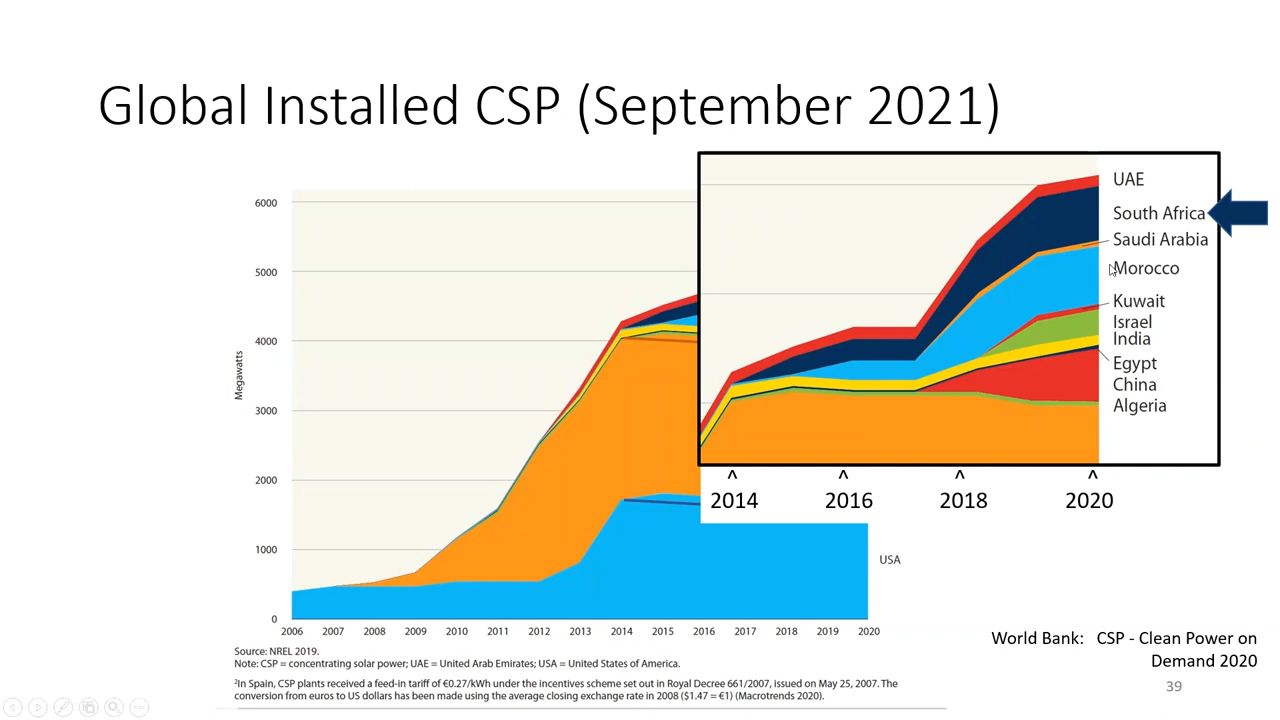 Global Installed CSP (September 2021)
6000
5000
4000
3000
2000
1000
0
Megawatts
2006 2007 2008 2009 2010 2011 2012 2013 2014 2015 2016 2017 2018 2019 2020
USA
UAE
South Africa
Saudi Arabia
Morocco
Kuwait
Israel
India
Egypt
China
Algeria
^ ^ ^ ^
2014 2016 2018 2020
Source: NREL 2019.
Note: CSP = concentrating solar power; UAE = United Arab Emirates; USA = United States of America.
²In Spain, CSP plants received a feed-in tariff of €0.27/kWh under the incentives scheme set out in Royal Decree 661/2007, issued on May 25, 2007. The
conversion from euros to US dollars has been made using the average closing exchange rate in 2008 ($1.47 = €1) (Macrotrends 2020).
World Bank: CSP - Clean Power on
Demand 2020
39